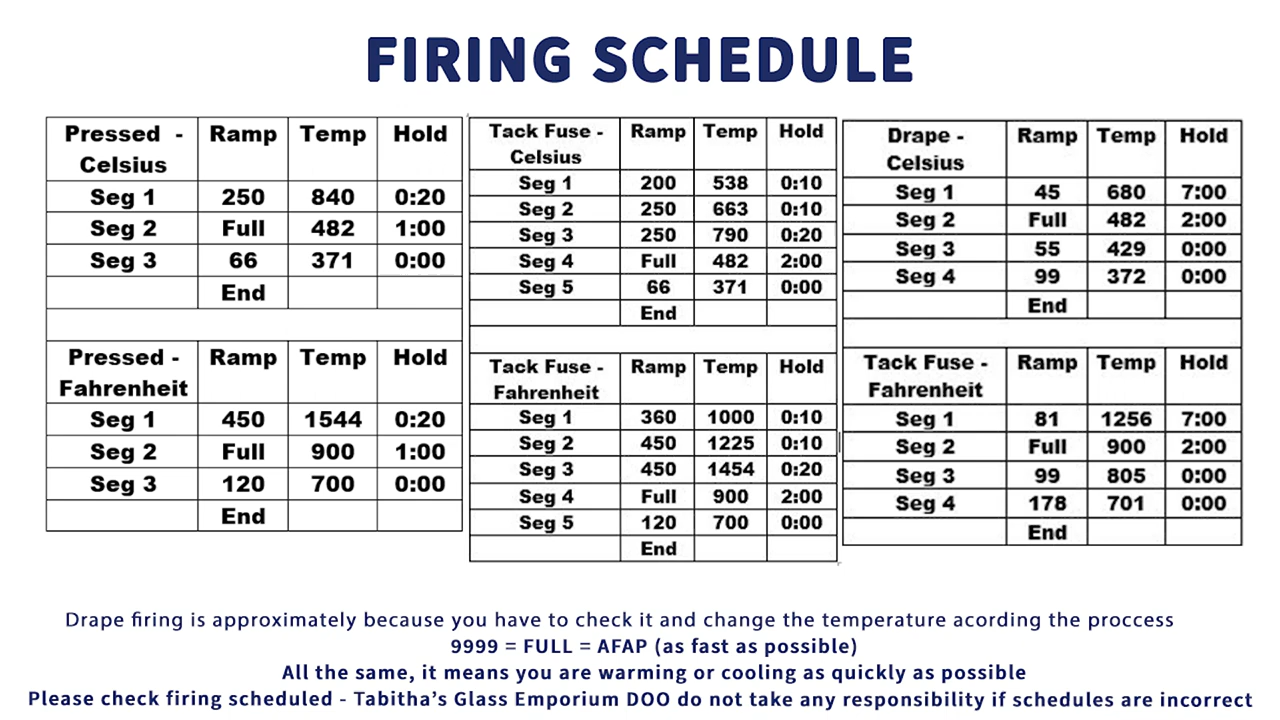 FIRING SCHEDULE
Pressed - Ramp Temp Hold
Celsius
Seg 1 250 840 0:20
Seg 2 Full 482 1:00
Seg 3 66 371 0:00
End
Pressed - Ramp Temp Hold
Fahrenheit
Seg 1 450 1544 0:20
Seg 2 Full 900 1:00
Seg 3 120 700 0:00
End
Tack Fuse - Ramp Temp Hold
Celsius
Seg 1 200 538 0:10
Seg 2 250 663 0:10
Seg 3 250 790 0:20
Seg 4 Full 482 2:00
Seg 5 66 371 0:00
End
Tack Fuse - Ramp Temp Hold
Fahrenheit
Seg 1 360 1000 0:10
Seg 2 450 1225 0:10
Seg 3 450 1454 0:20
Seg 4 Full 900 2:00
Seg 5 120 700 0:00
End
Drape - Ramp Temp Hold
Celsius
Seg 1 45 680 7:00
Seg 2 Full 482 2:00
Seg 3 55 429 0:00
Seg 4 99 372 0:00
End
Tack Fuse - Ramp Temp Hold
Fahrenheit
Seg 1 81 1256 7:00
Seg 2 Full 900 2:00
Seg 3 99 805 0:00
Seg 4 178 701 0:00
End
Drape firing is approximately because you have to check it and change the temperature acording the proccess
9999 = FULL = AFAP (as fast as possible)
All the same, it means you are warming or cooling as quickly as possible
Please check firing scheduled - Tabitha's Glass Emporium DOO do not take any responsibility if schedules are incorrect